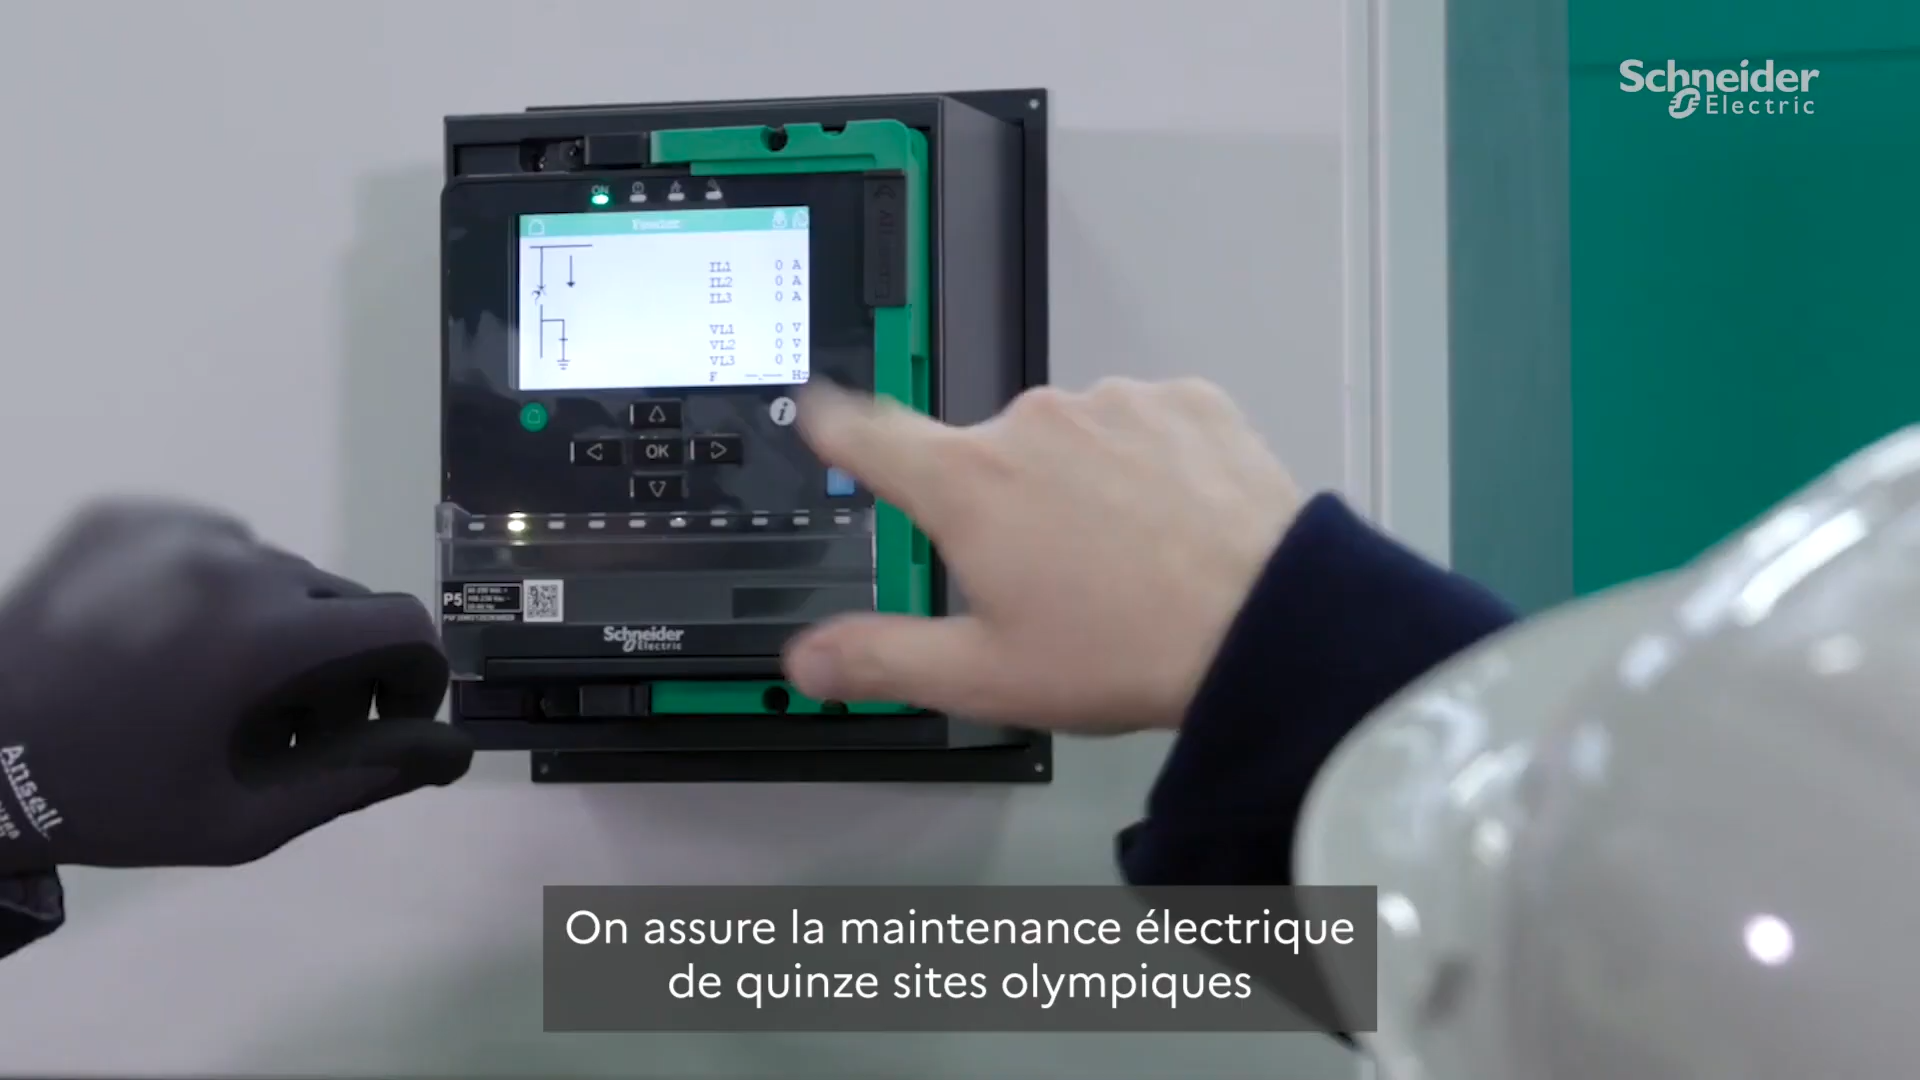 Schneider
Electric
ON
Feeder
IL1 0 A
IL2 0 A
IL3 0 A
VL1 0 V
VL2 0 V
VL3 0 V
F --.--- Hz
i
OK
P5
Schneider
Electric
Ansell
On assure la maintenance électrique
de quinze sites olympiques